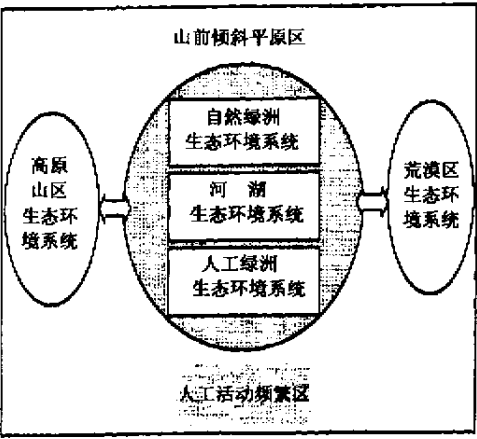 山前倾斜平原区
自然绿洲
生态环境系统
高原
山区
生态环
境系统
河 湖
生态环境系统
人工绿洲
生态环境系统
荒漠区
生态环
境系统
人工活动频繁区